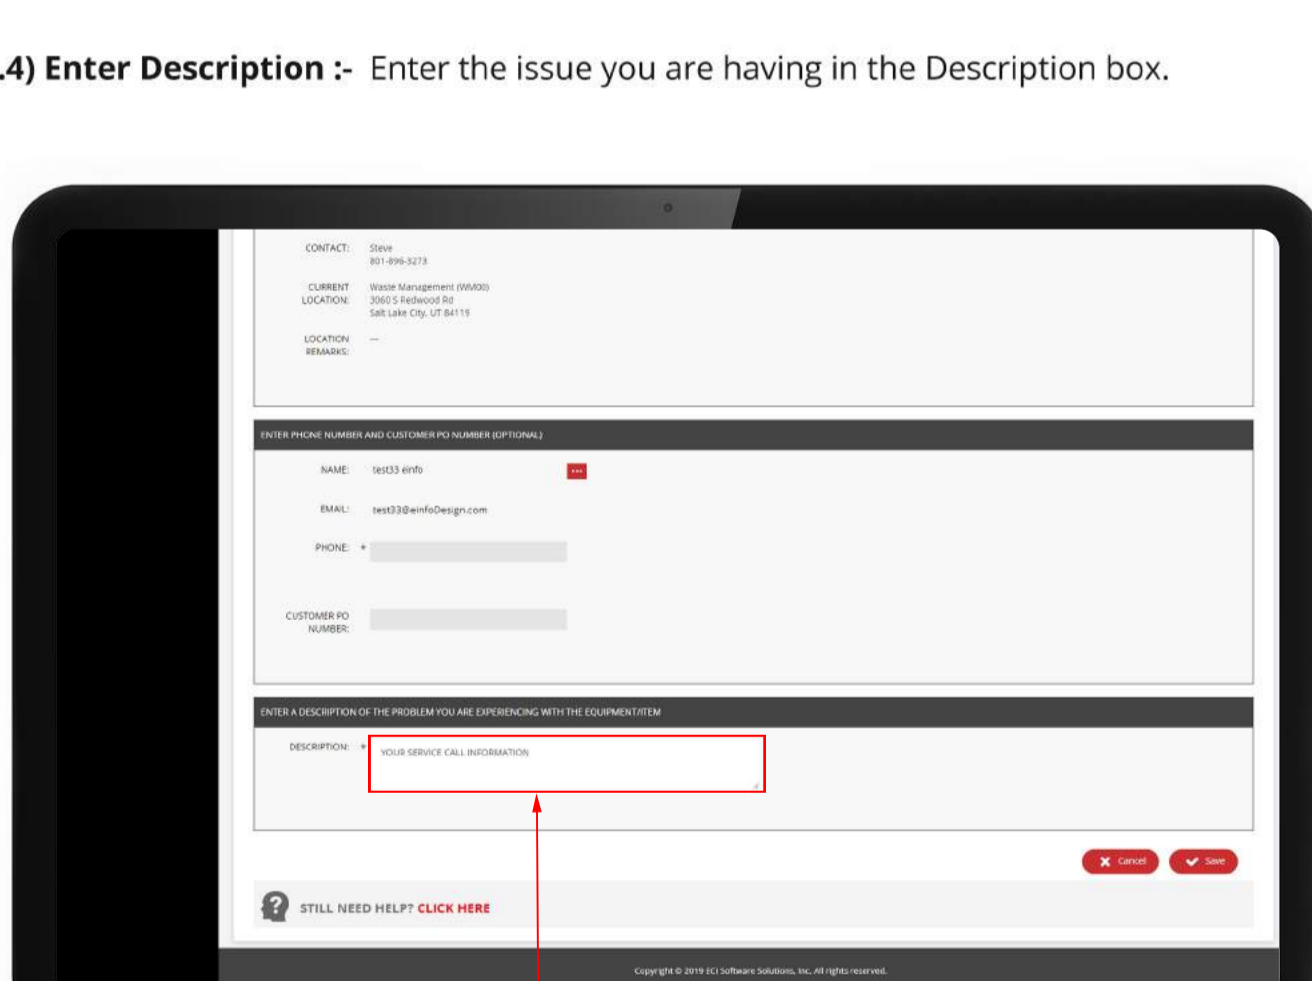 .4) Enter Description :- Enter the issue you are having in the Description box.
CONTACT: Steve
801-896-3273
CURRENT LOCATION: Waste Management (WM00)
3060 S Redwood Rd
Salt Lake City, UT 84119
LOCATION REMARKS: —
ENTER PHONE NUMBER AND CUSTOMER PO NUMBER (OPTIONAL)
NAME: test33 einfo
EMAIL: test33@einfoDesign.com
PHONE: *
CUSTOMER PO NUMBER:
ENTER A DESCRIPTION OF THE PROBLEM YOU ARE EXPERIENCING WITH THE EQUIPMENT/ITEM
DESCRIPTION: * YOUR SERVICE CALL INFORMATION
Cancel Save
STILL NEED HELP? CLICK HERE
Copyright © 2019 ECI Software Solutions, Inc. All rights reserved.